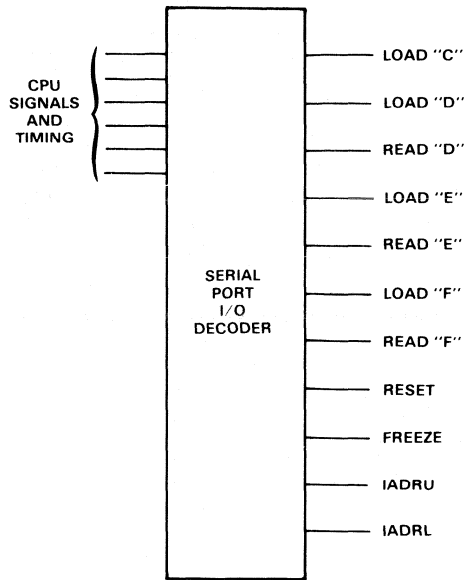 CPU
SIGNALS
AND
TIMING
SERIAL
PORT
I/O
DECODER
LOAD "C"
LOAD "D"
READ "D"
LOAD "E"
READ "E"
LOAD "F"
READ "F"
RESET
FREEZE
IADRU
IADRL